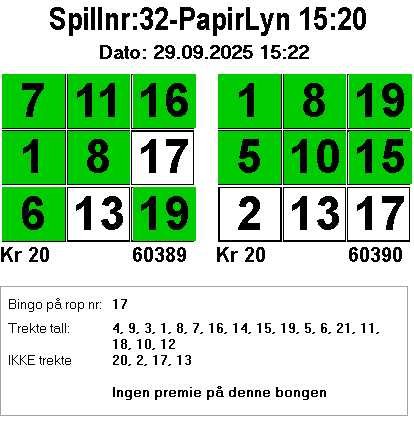 Spillnr:32-PapirLyn 15:20
Dato: 29.09.2025 15:22
7 11 16 1 8 19
1 8 17 5 10 15
6 13 19 2 13 17
Kr 20 60389 Kr 20 60390
Bingo på rop nr: 17
Trekte tall: 4, 9, 3, 1, 8, 7, 16, 14, 15, 19, 5, 6, 21, 11,
18, 10, 12
IKKE trekte 20, 2, 17, 13
Ingen premie på denne bongen